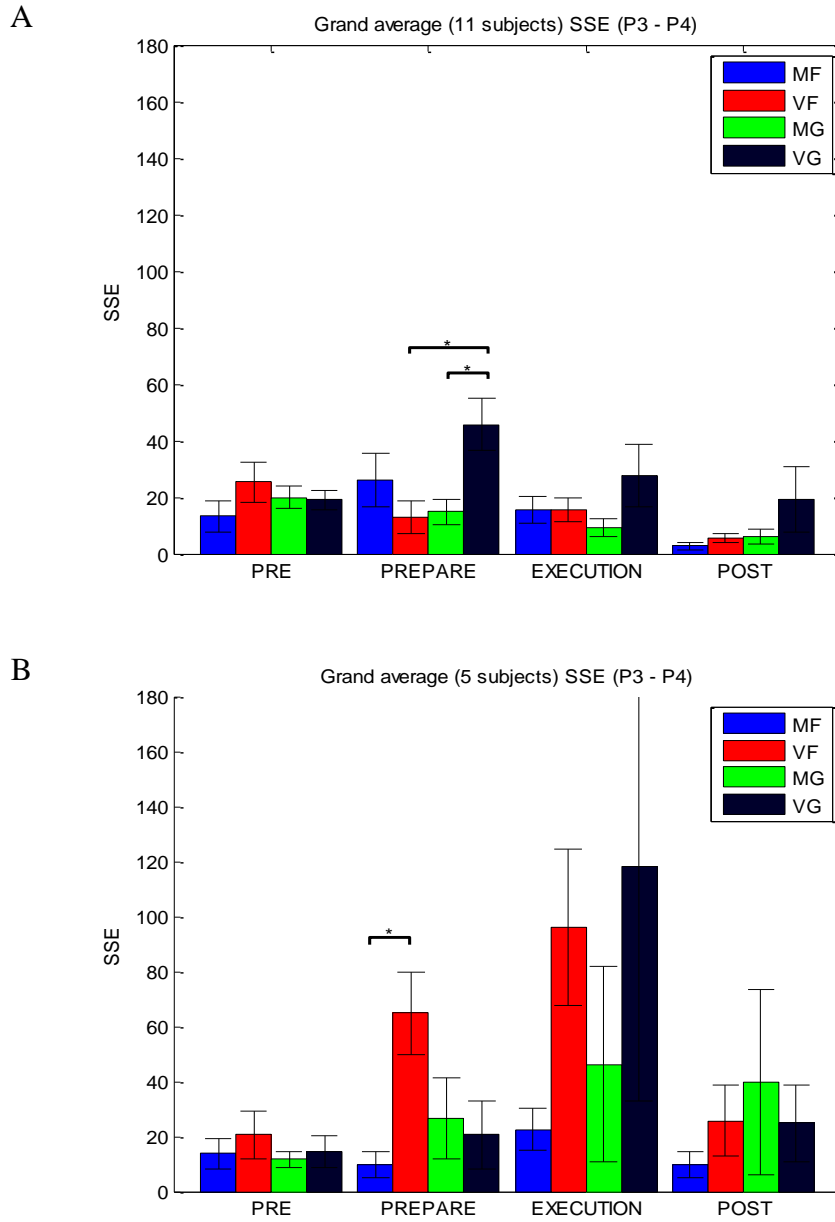 A
Grand average (11 subjects) SSE (P3 - P4)
180
160
140
120
100
80
60
40
20
0
SSE
MF
VF
MG
VG
*
*
PRE PREPARE EXECUTION POST
B
Grand average (5 subjects) SSE (P3 - P4)
180
160
140
120
100
80
60
40
20
0
SSE
MF
VF
MG
VG
*
PRE PREPARE EXECUTION POST